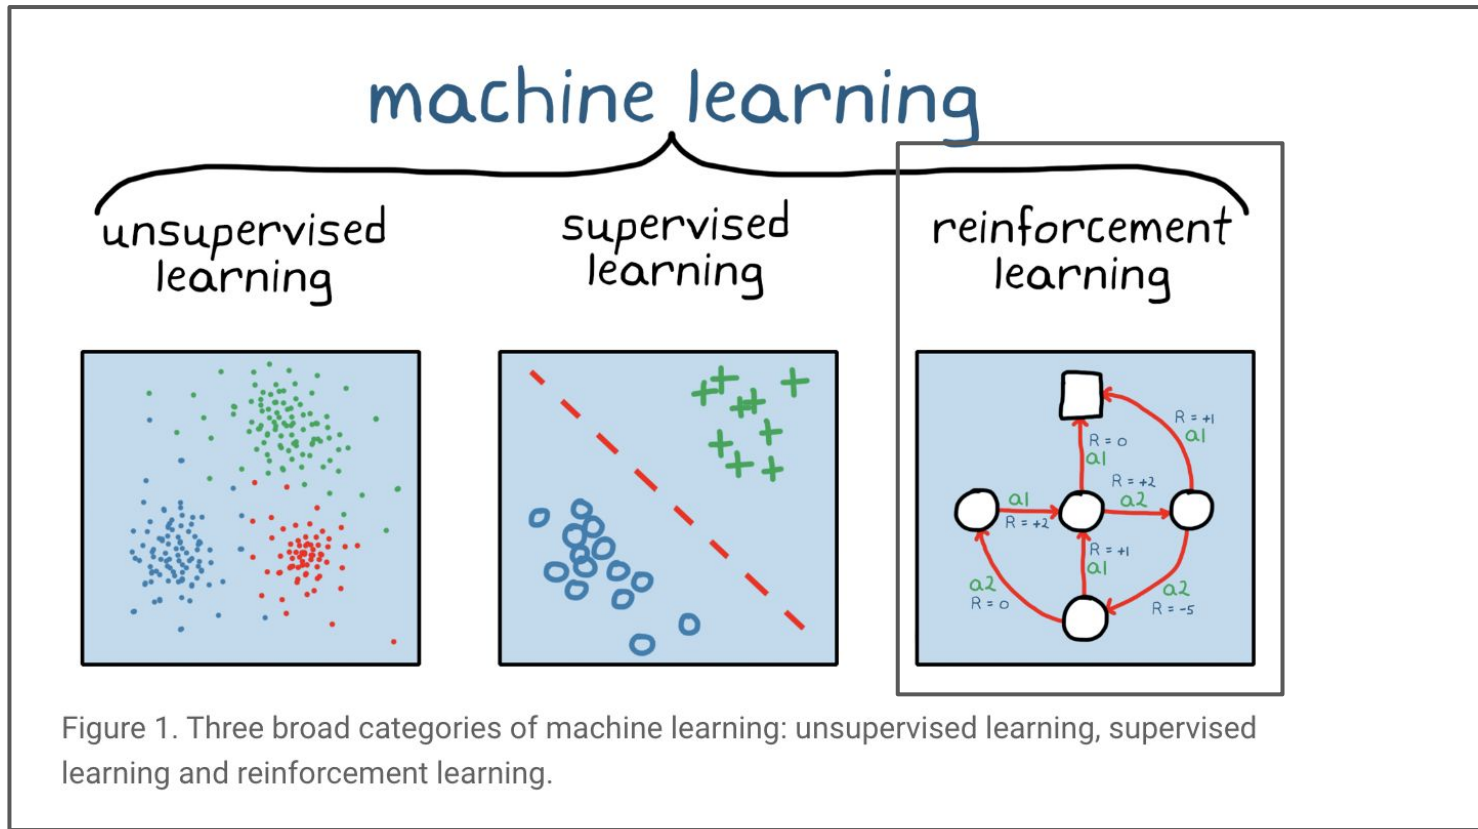 machine learning
unsupervised
learning
supervised
learning
reinforcement
learning
R = +1
a1
R = 0
a1
R = +2
a2
a1
R = +2
R = +1
a1
a2
R = 0
a2
R = -5
Figure 1. Three broad categories of machine learning: unsupervised learning, supervised
learning and reinforcement learning.